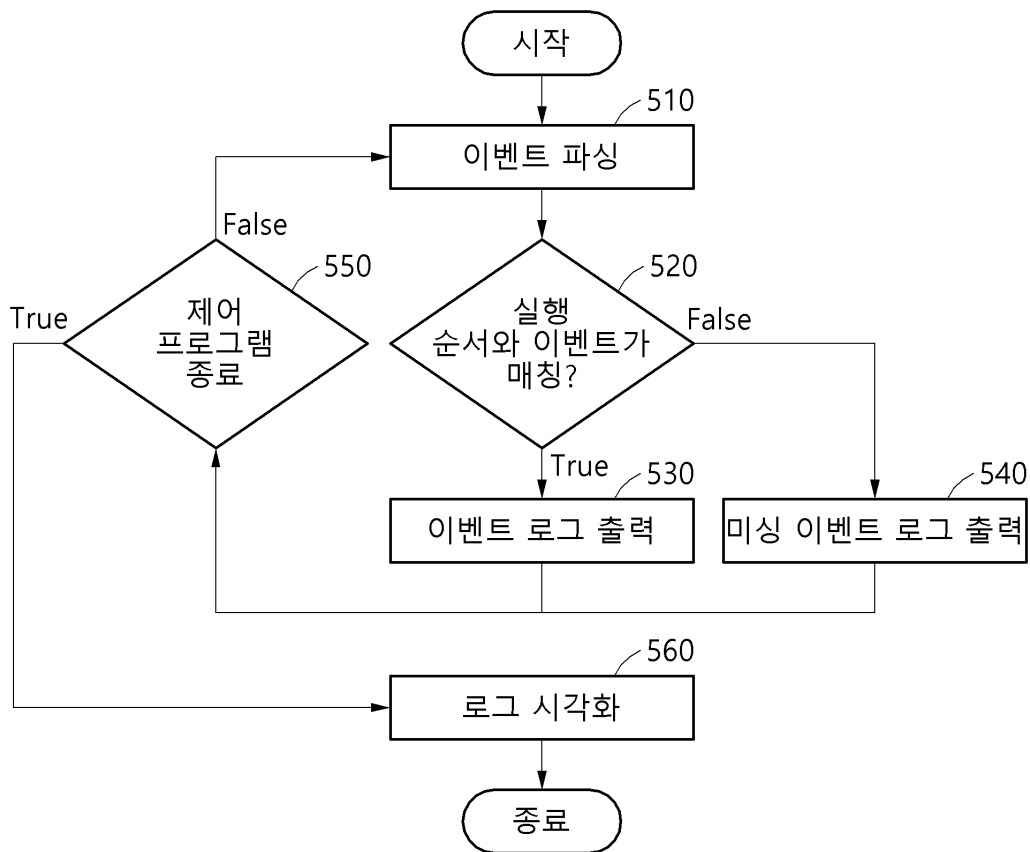 시작
510
이벤트 파싱
False
550
제어
프로그램
종료
True
520
실행
순서와 이벤트가
매칭?
False
True
530
이벤트 로그 출력
540
미싱 이벤트 로그 출력
560
로그 시각화
종료